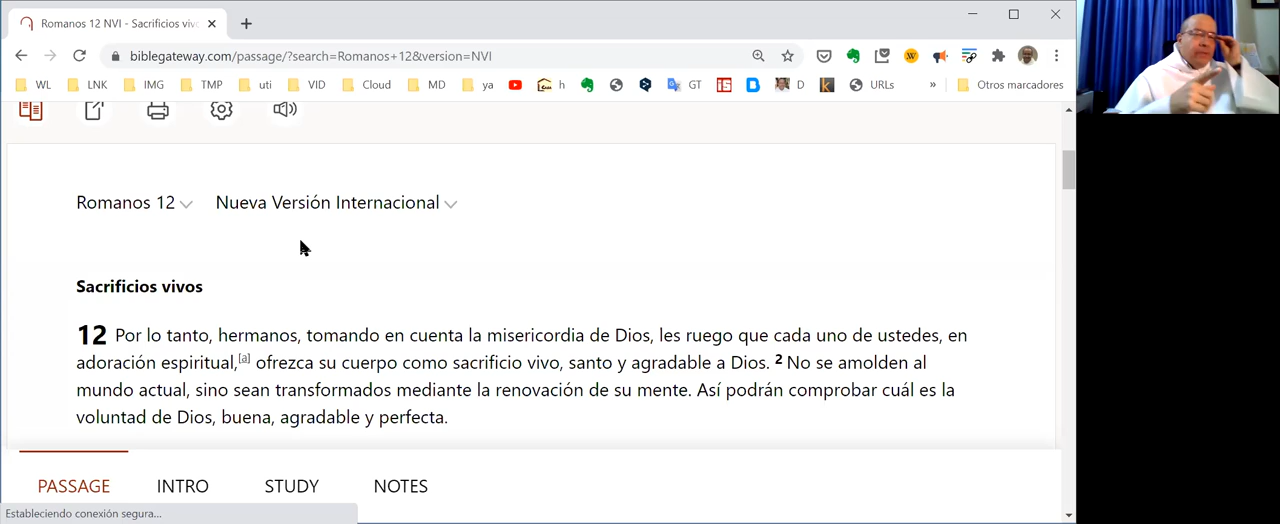 Romanos 12 NVI - Sacrificios vivo
biblegateway.com/passage/?search=Romanos+12&version=NVI
WL LNK IMG TMP uti VID Cloud MD ya h GT D URLs » Otros marcadores
Romanos 12 Nueva Versión Internacional
Sacrificios vivos
12 Por lo tanto, hermanos, tomando en cuenta la misericordia de Dios, les ruego que cada uno de ustedes, en
adoración espiritual,[a] ofrezca su cuerpo como sacrificio vivo, santo y agradable a Dios. 2 No se amolden al
mundo actual, sino sean transformados mediante la renovación de su mente. Así podrán comprobar cuál es la
voluntad de Dios, buena, agradable y perfecta.
PASSAGE INTRO STUDY NOTES
Estableciendo conexión segura...